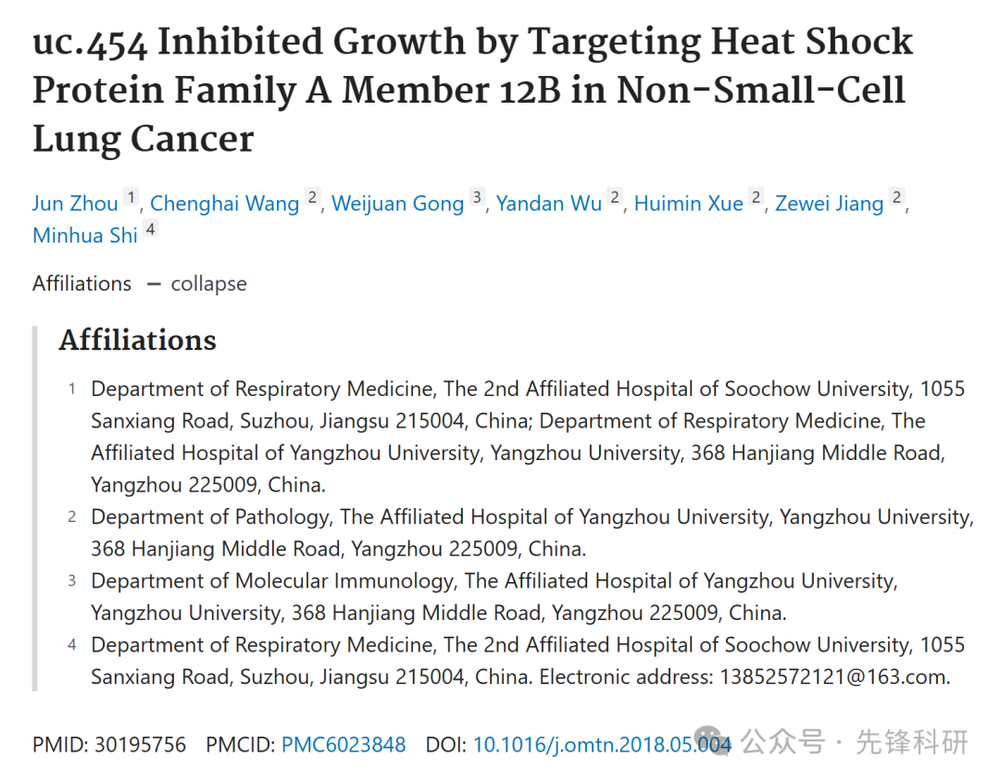 uc.454 Inhibited Growth by Targeting Heat Shock
Protein Family A Member 12B in Non-Small-Cell
Lung Cancer
Jun Zhou 1, Chenghai Wang 2, Weijuan Gong 3, Yandan Wu 2, Huimin Xue 2, Zewei Jiang 2,
Minhua Shi 4
Affiliations — collapse
Affiliations
1 Department of Respiratory Medicine, The 2nd Affiliated Hospital of Soochow University, 1055
Sanxiang Road, Suzhou, Jiangsu 215004, China; Department of Respiratory Medicine, The
Affiliated Hospital of Yangzhou University, Yangzhou University, 368 Hanjiang Middle Road,
Yangzhou 225009, China.
2 Department of Pathology, The Affiliated Hospital of Yangzhou University, Yangzhou University,
368 Hanjiang Middle Road, Yangzhou 225009, China.
3 Department of Molecular Immunology, The Affiliated Hospital of Yangzhou University,
Yangzhou University, 368 Hanjiang Middle Road, Yangzhou 225009, China.
4 Department of Respiratory Medicine, The 2nd Affiliated Hospital of Soochow University, 1055
Sanxiang Road, Suzhou, Jiangsu 215004, China. Electronic address: 13852572121@163.com.
PMID: 30195756 PMCID: PMC6023848 DOI: 10.1016/j.omtn.2018.05.004
公众号 · 先锋科研